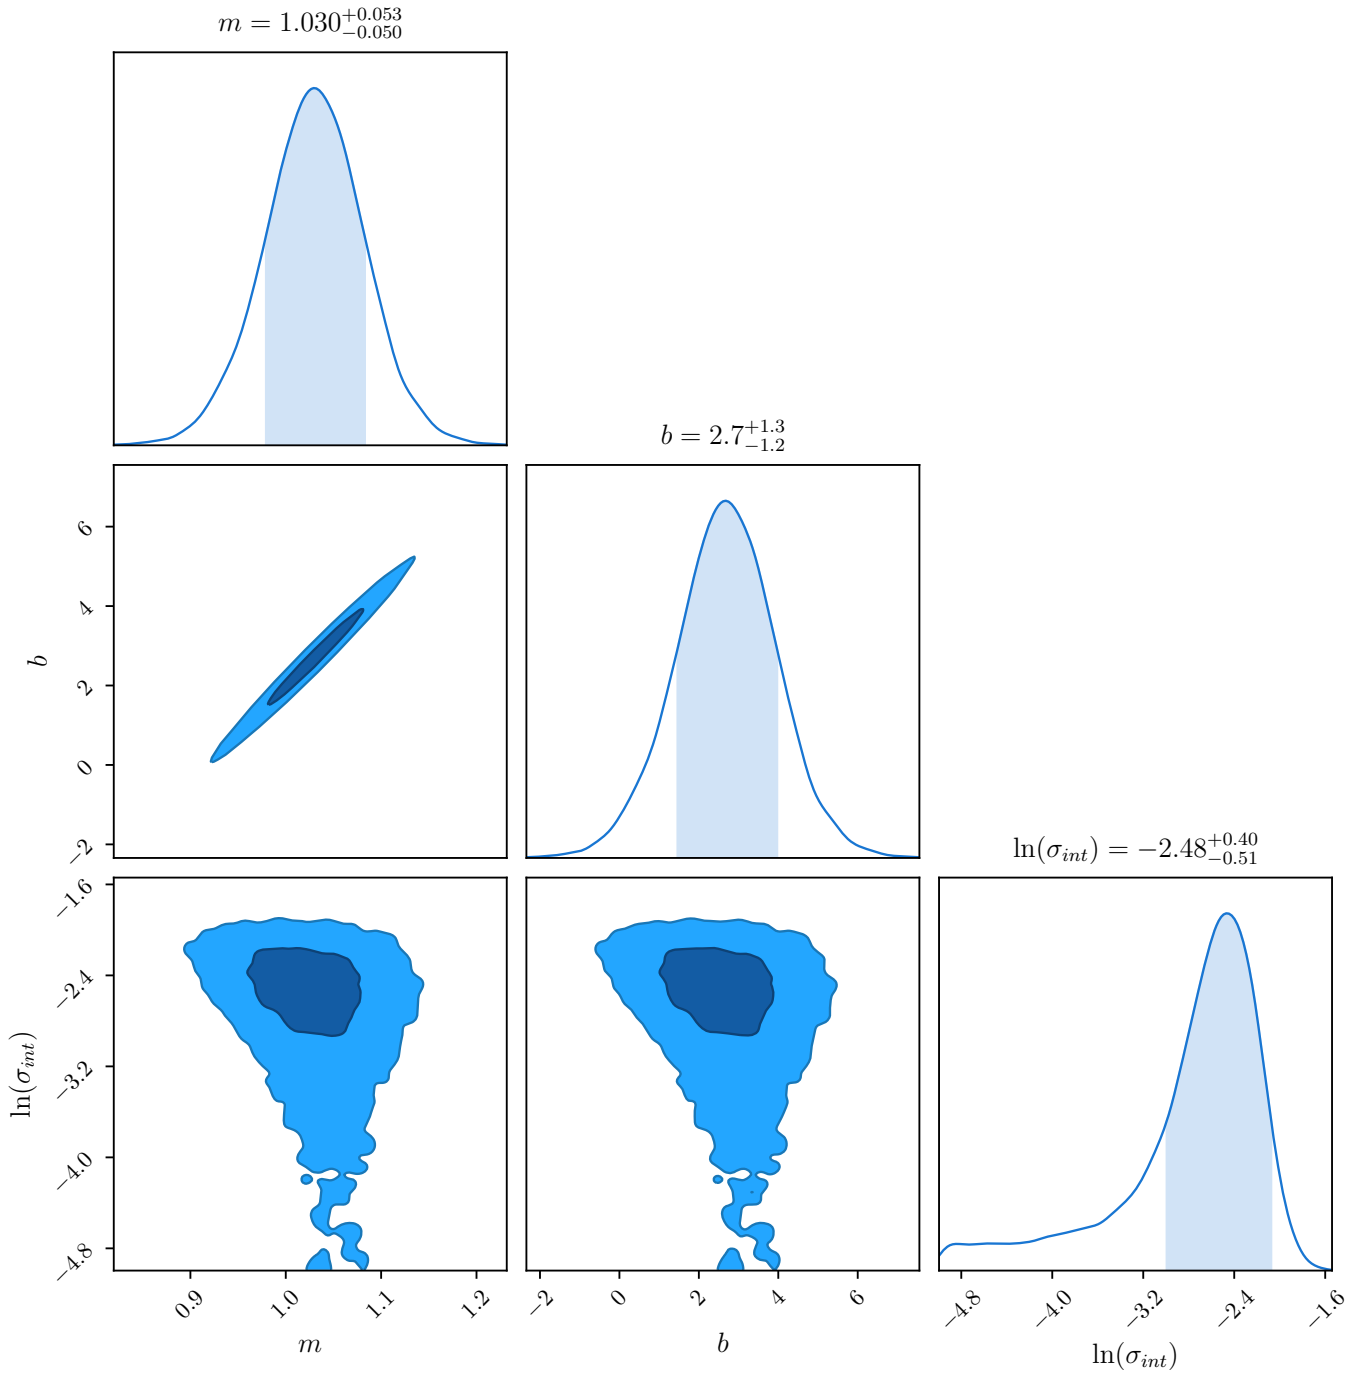 m = 1.030^{+0.053}_{-0.050}
b = 2.7^{+1.3}_{-1.2}
6
4
2
0
−2
b
ln(σ_{int}) = −2.48^{+0.40}_{-0.51}
−1.6
−2.4
−3.2
−4.0
−4.8
ln(σ_{int})
0.9 1.0 1.1 1.2
m
−2 0 2 4 6
b
−4.8 −4.0 −3.2 −2.4 −1.6
ln(σ_{int})